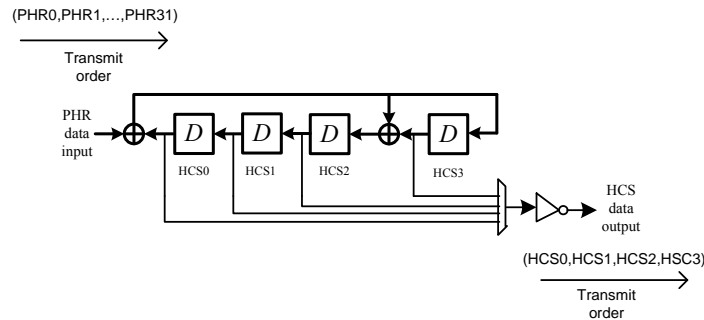 (PHR0,PHR1,…,PHR31)
Transmit
order
PHR
data
input
D
D
D
D
HCS0
HCS1
HCS2
HCS3
HCS
data
output
(HCS0,HCS1,HCS2,HSC3)
Transmit
order